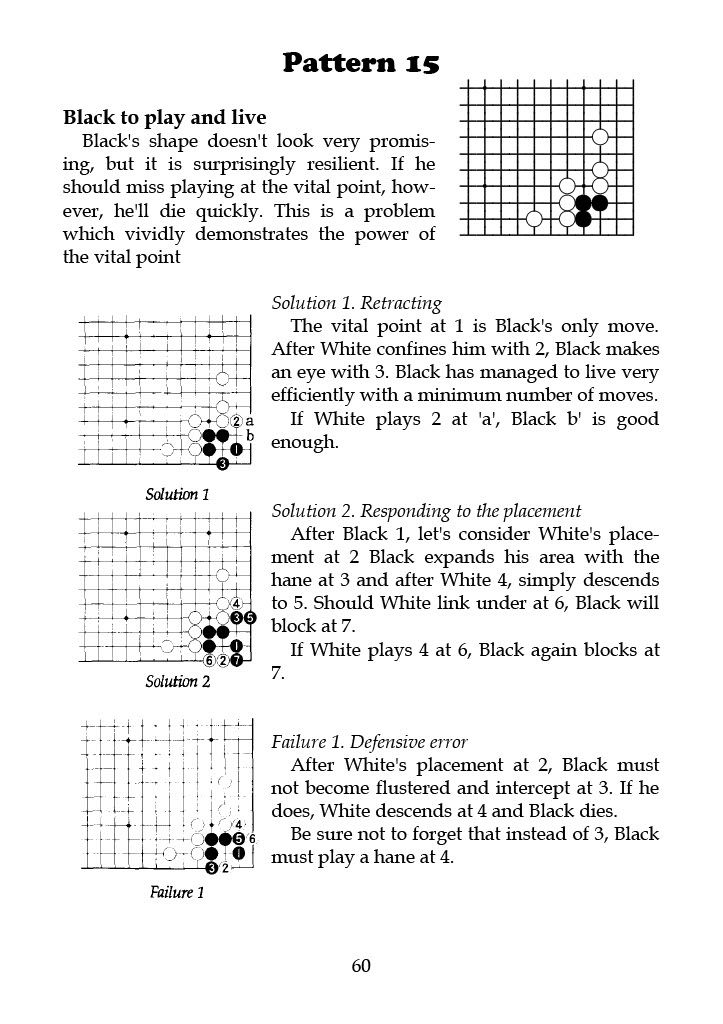 Pattern 15
Black to play and live
Black's shape doesn't look very promis-
ing, but it is surprisingly resilient. If he
should miss playing at the vital point, how-
ever, he'll die quickly. This is a problem
which vividly demonstrates the power of
the vital point
Solution 1. Retracting
The vital point at 1 is Black's only move.
After White confines him with 2, Black makes
an eye with 3. Black has managed to live very
efficiently with a minimum number of moves.
If White plays 2 at 'a', Black b' is good
enough.
2 a
b
1
3
Solution 1
Solution 2. Responding to the placement
After Black 1, let's consider White's place-
ment at 2 Black expands his area with the
hane at 3 and after White 4, simply descends
to 5. Should White link under at 6, Black will
block at 7.
If White plays 4 at 6, Black again blocks at
7.
4
3 5
1
6 2 7
Solution 2
Failure 1. Defensive error
After White's placement at 2, Black must
not become flustered and intercept at 3. If he
does, White descends at 4 and Black dies.
Be sure not to forget that instead of 3, Black
must play a hane at 4.
4
5 6
1
3 2
Failure 1
60